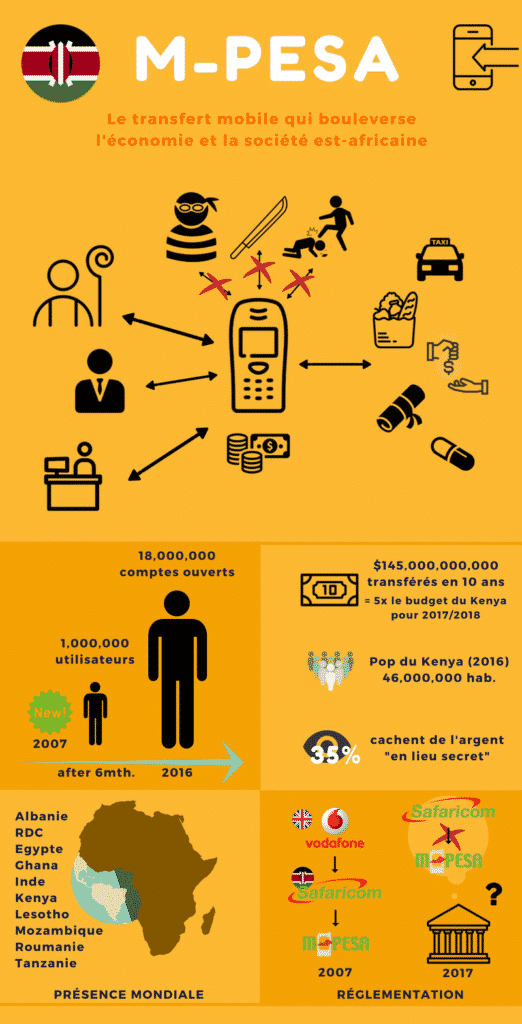 M-PESA
Le transfert mobile qui bouleverse
l'économie et la société est-africaine
TAXI
$
$
18,000,000
comptes ouverts
1,000,000
utilisateurs
New!
2007
after 6mth.
2016
$145,000,000,000
transférés en 10 ans
= 5x le budget du Kenya
pour 2017/2018
10
Pop du Kenya (2016)
46,000,000 hab.
35%
cachent de l'argent
"en lieu secret"
Albanie
RDC
Egypte
Ghana
Inde
Kenya
Lesotho
Mozambique
Roumanie
Tanzanie
PRÉSENCE MONDIALE
vodafone
Safaricom
M PESA
2007
Safaricom
M PESA
?
2017
RÉGLEMENTATION